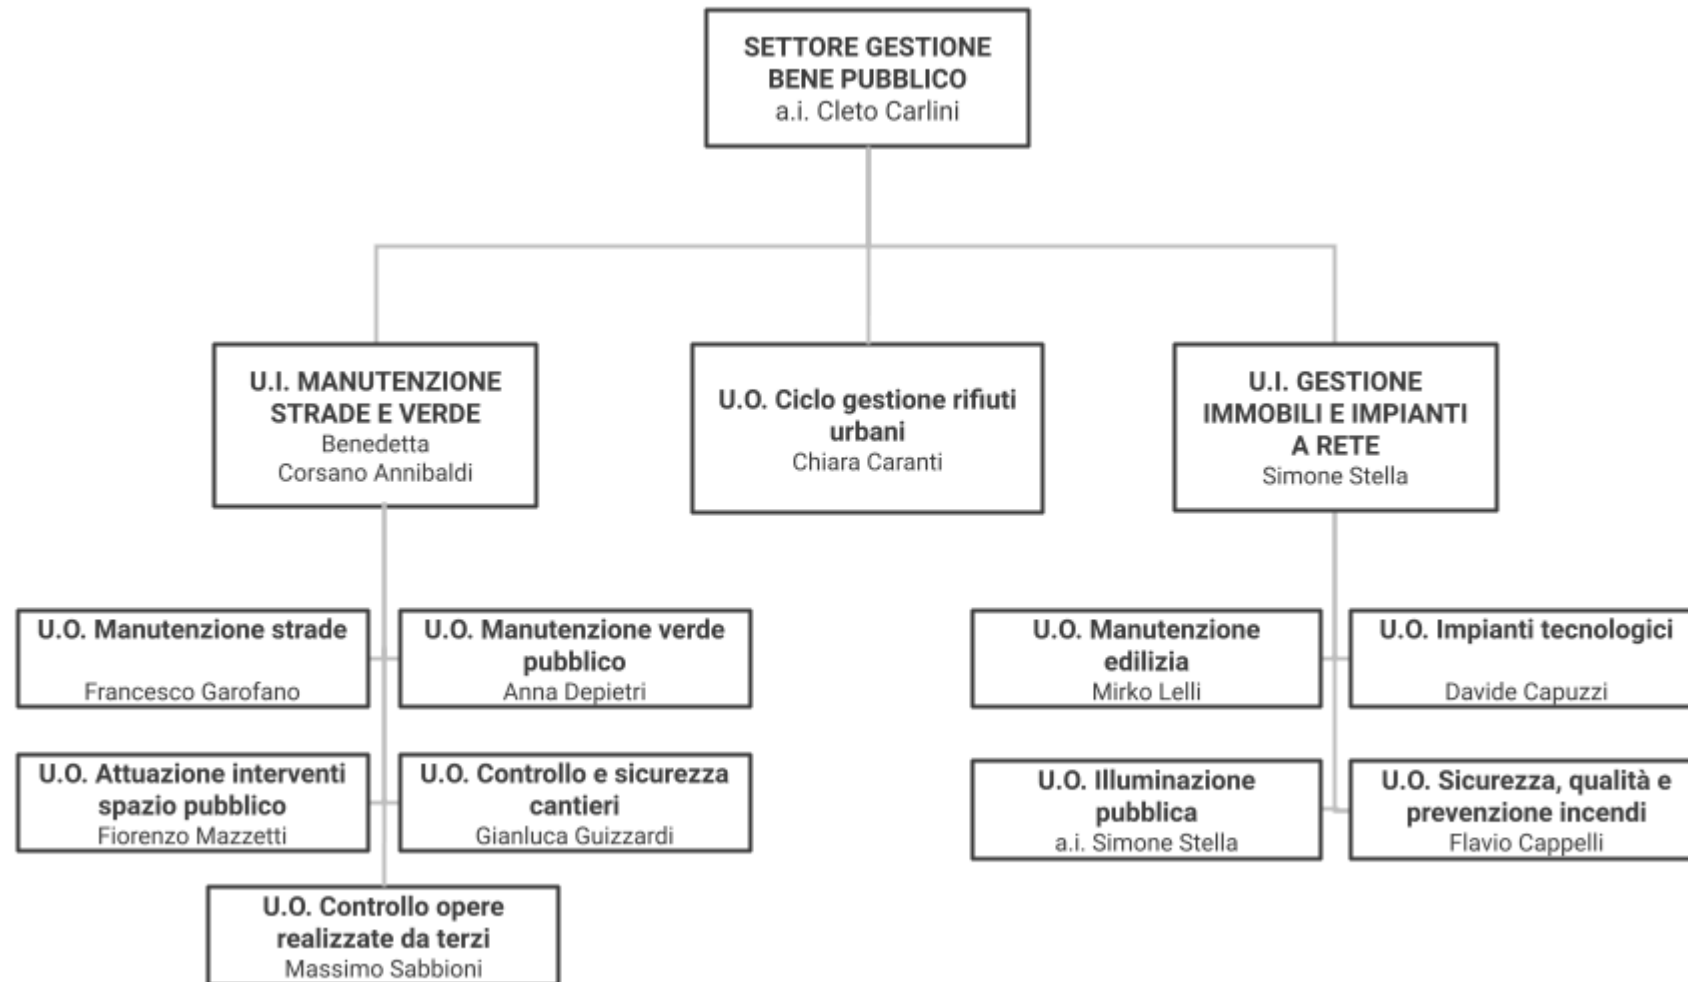 SETTORE GESTIONE
BENE PUBBLICO
a.i. Cleto Carlini
U.I. MANUTENZIONE
STRADE E VERDE
Benedetta
Corsano Annibaldi
U.O. Ciclo gestione rifiuti
urbani
Chiara Caranti
U.I. GESTIONE
IMMOBILI E IMPIANTI
A RETE
Simone Stella
U.O. Manutenzione strade
Francesco Garofano
U.O. Manutenzione verde
pubblico
Anna Depietri
U.O. Manutenzione
edilizia
Mirko Lelli
U.O. Impianti tecnologici
Davide Capuzzi
U.O. Attuazione interventi
spazio pubblico
Fiorenzo Mazzetti
U.O. Controllo e sicurezza
cantieri
Gianluca Guizzardi
U.O. Illuminazione
pubblica
a.i. Simone Stella
U.O. Sicurezza, qualità e
prevenzione incendi
Flavio Cappelli
U.O. Controllo opere
realizzate da terzi
Massimo Sabbioni